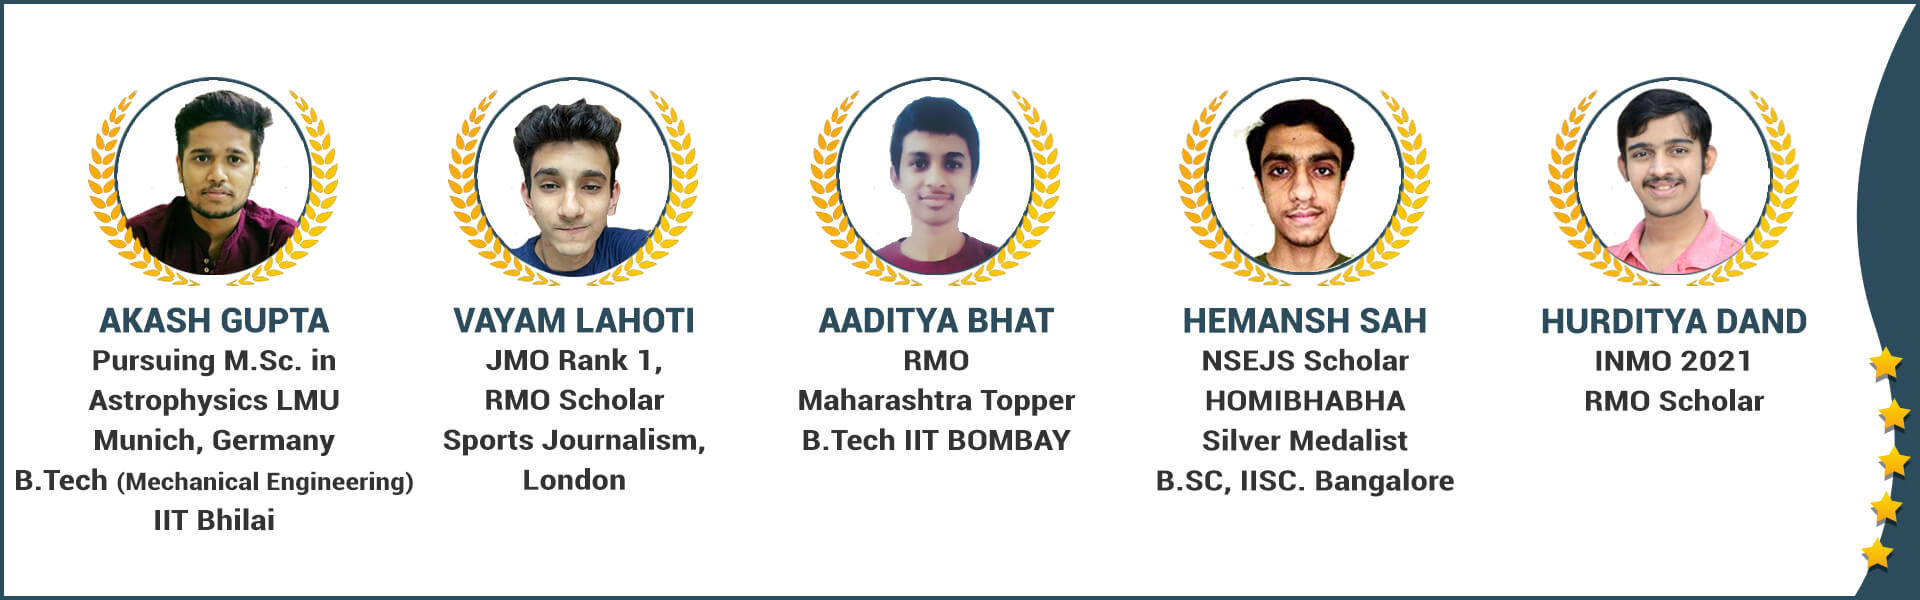 AKASH GUPTA
Pursuing M.Sc. in
Astrophysics LMU
Munich, Germany
B.Tech (Mechanical Engineering)
IIT Bhilai
VAYAM LAHOTI
JMO Rank 1,
RMO Scholar
Sports Journalism,
London
AADITYA BHAT
RMO
Maharashtra Topper
B.Tech IIT BOMBAY
HEMANSH SAH
NSEJS Scholar
HOMIBHABHA
Silver Medalist
B.SC, IISC. Bangalore
HURDITYA DAND
INMO 2021
RMO Scholar